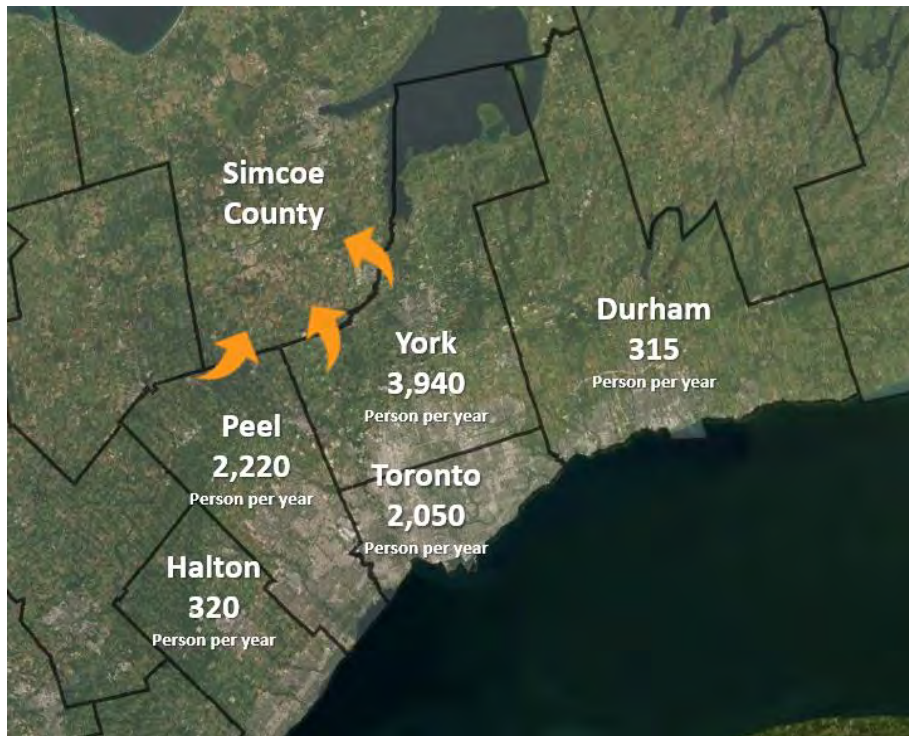 Simcoe
County
Durham
315
Person per year
York
3,940
Person per year
Peel
2,220
Person per year
Toronto
2,050
Person per year
Halton
320
Person per year